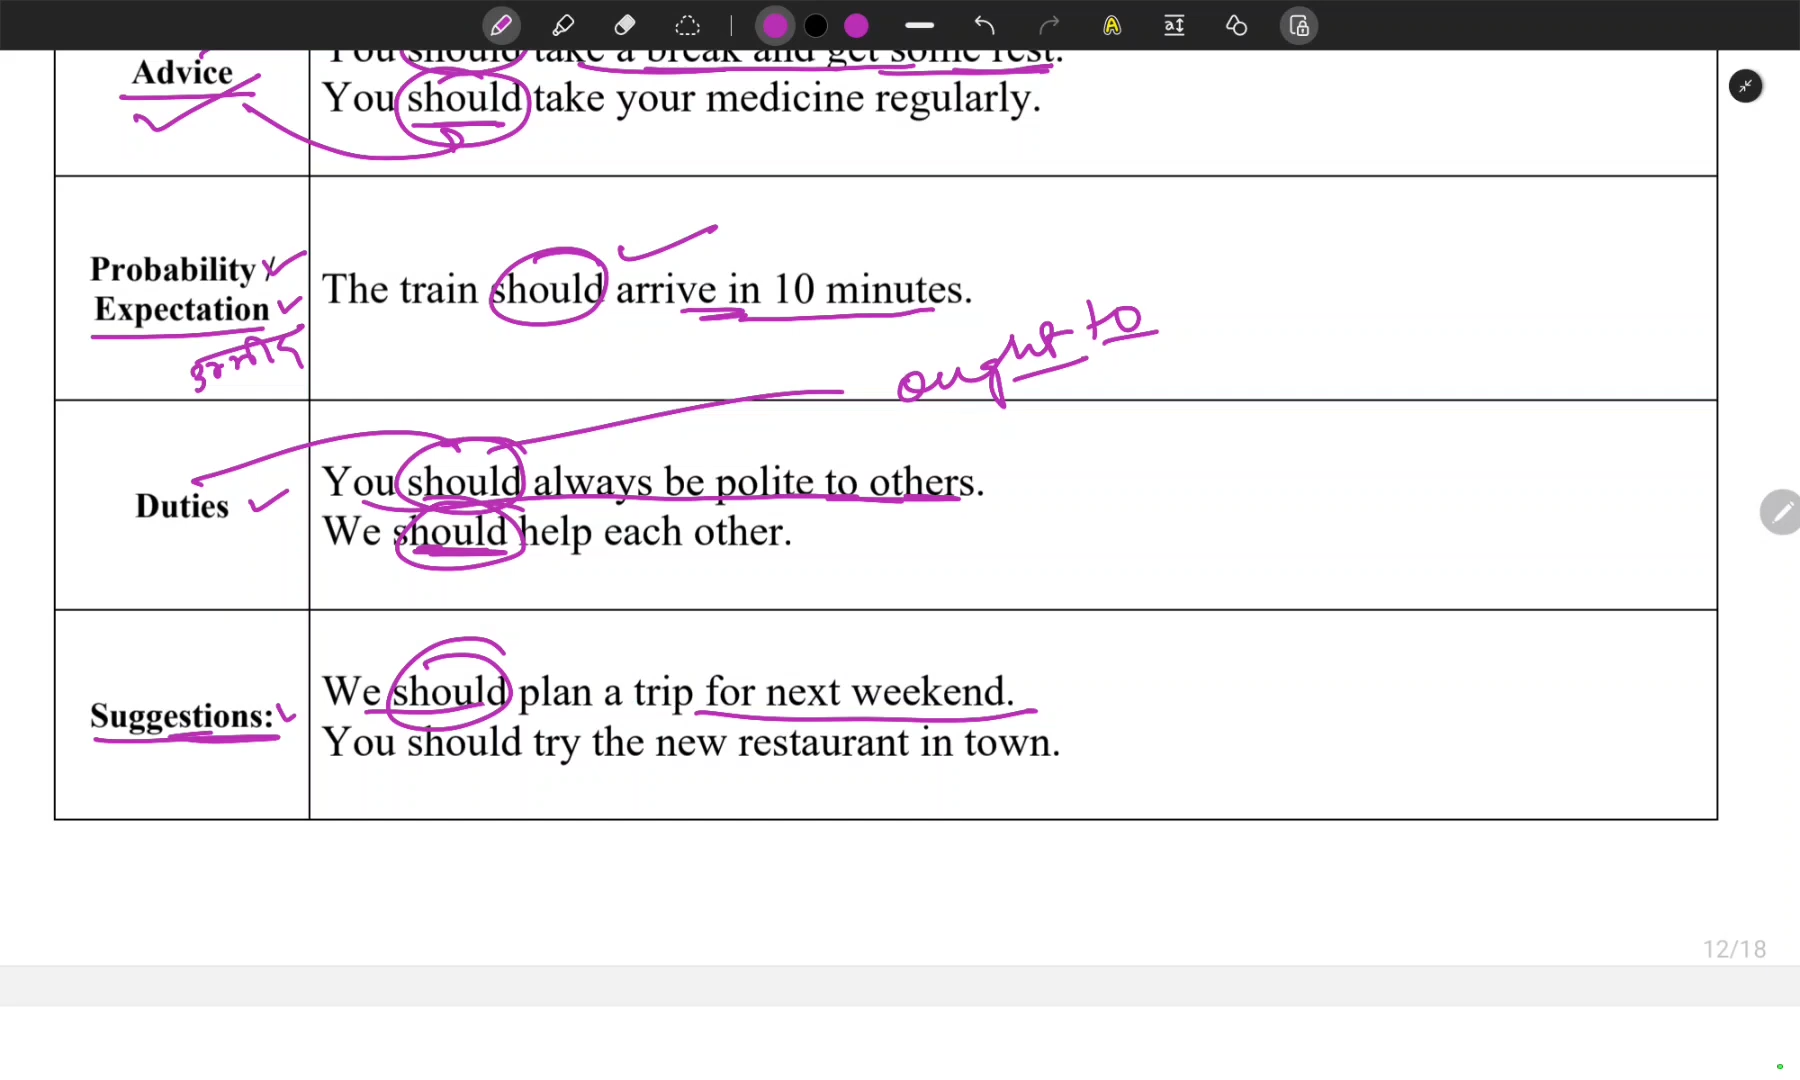 You should take a break and get some rest.
Advice
You should take your medicine regularly.
Probability /
Expectation
The train should arrive in 10 minutes.
उम्मीद
ought to
Duties
You should always be polite to others.
We should help each other.
Suggestions:
We should plan a trip for next weekend.
You should try the new restaurant in town.
12/18